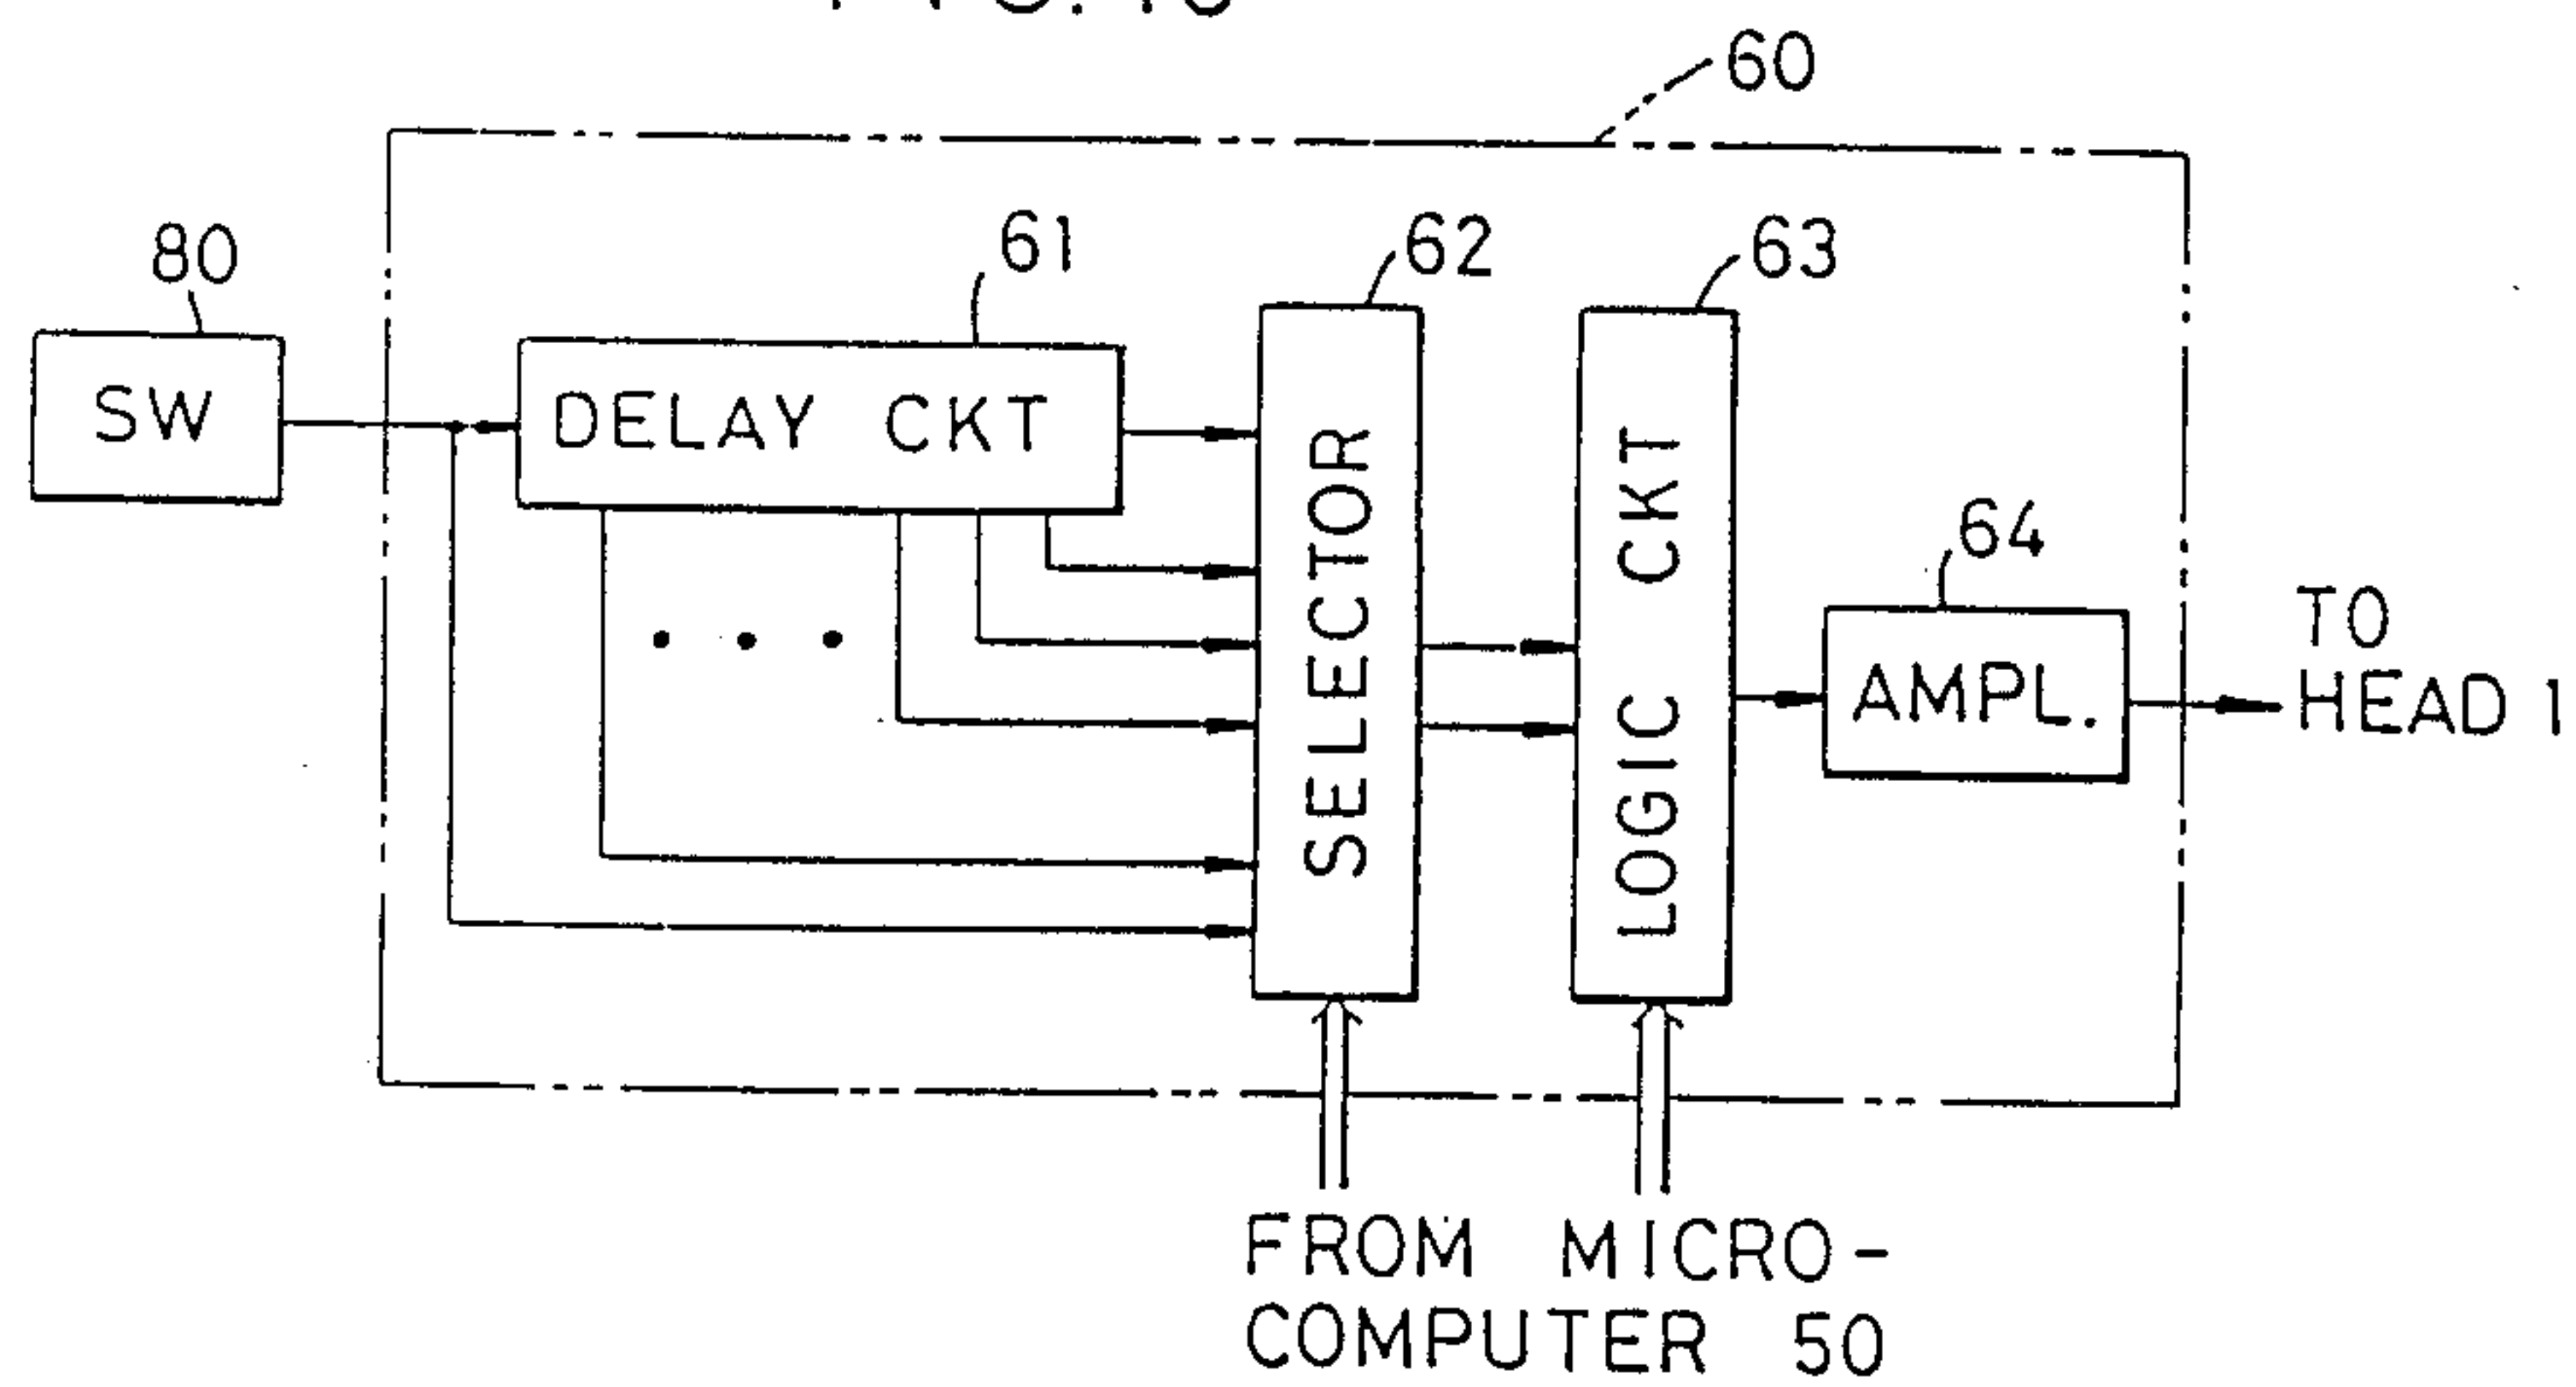 60
80
61
62
63
SW
DELAY CKT
SELECTOR
LOGIC CKT
64
AMPL.
TO
HEAD 1
FROM MICRO-
COMPUTER 50